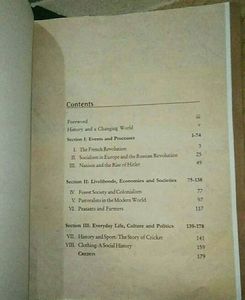 Contents
Foreword iii
History and a Changing World v
Section I: Events and Processes 1-74
I. The French Revolution 3
II. Socialism in Europe and the Russian Revolution 25
III. Nazism and the Rise of Hitler 49
Section II: Livelihoods, Economies and Societies 75-138
IV. Forest Society and Colonialism 77
V. Pastoralists in the Modern World 97
VI. Peasants and Farmers 117
Section III: Everyday Life, Culture and Politics 139-178
VII. History and Sport: The Story of Cricket 141
VIII. Clothing: A Social History 159
Credits 179